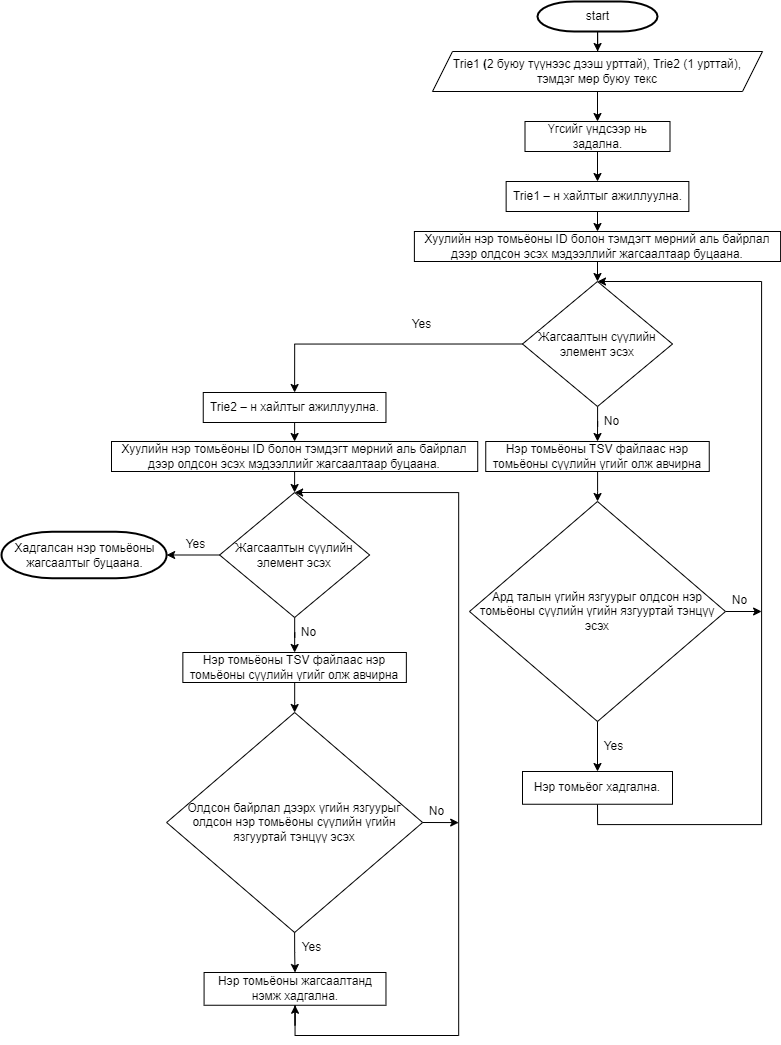 start
Trie1 (2 буюу түүнээс дээш урттай), Trie2 (1 урттай),
тэмдэг мөр буюу текс
Үгсийг үндсээр нь
задална.
Trie1 – н хайлтыг ажиллуулна.
Хуулийн нэр томьёоны ID болон тэмдэгт мөрний аль байрлал
дээр олдсон эсэх мэдээллийг жагсаалтаар буцаана.
Жагсаалтын сүүлийн
элемент эсэх
Yes
No
Нэр томьёоны TSV файлаас нэр
томьёоны сүүлийн үгийг олж авчирна
Ард талын үгийн язгуурыг олдсон нэр
томьёоны сүүлийн үгийн язгууртай тэнцүү
эсэх
No
Yes
Нэр томьёог хадгална.
Trie2 – н хайлтыг ажиллуулна.
Хуулийн нэр томьёоны ID болон тэмдэгт мөрний аль байрлал
дээр олдсон эсэх мэдээллийг жагсаалтаар буцаана.
Жагсаалтын сүүлийн
элемент эсэх
Yes
Хадгалсан нэр томьёоны
жагсаалтыг буцаана.
No
Нэр томьёоны TSV файлаас нэр
томьёоны сүүлийн үгийг олж авчирна
Олдсон байрлал дээрх үгийн язгуурыг
олдсон нэр томьёоны сүүлийн үгийн
язгууртай тэнцүү эсэх
No
Yes
Нэр томьёоны жагсаалтанд
нэмж хадгална.